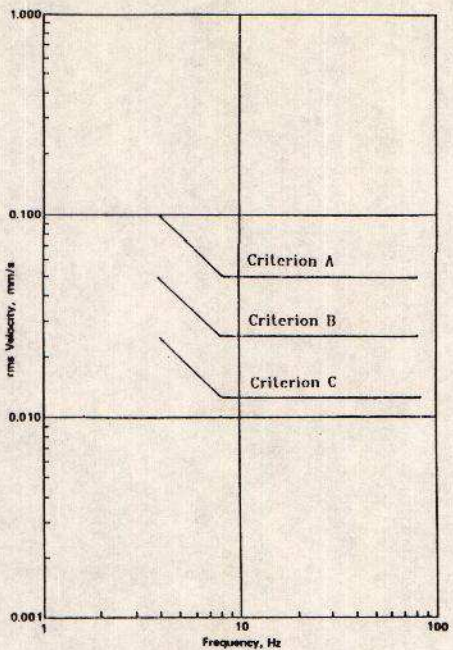 1.000
0.100
Criterion A
Criterion B
Criterion C
0.010
0.001
rms Velocity, mm/s
1
10
100
Frequency, Hz